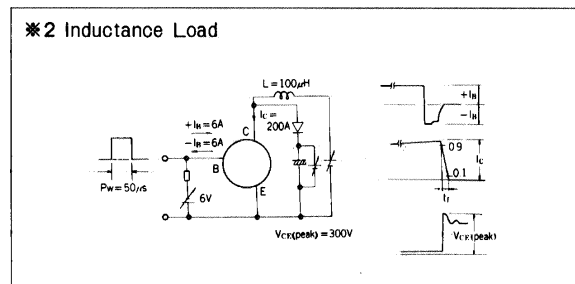 ※2 Inductance Load
L=100μH
C
Ic=
200A
+IB=6A
−IB=6A
B
E
6V
Pw=50μs
VCE(peak)=300V
+IB
−IB
0.9
Ic
0.1
tf
VCE(peak)